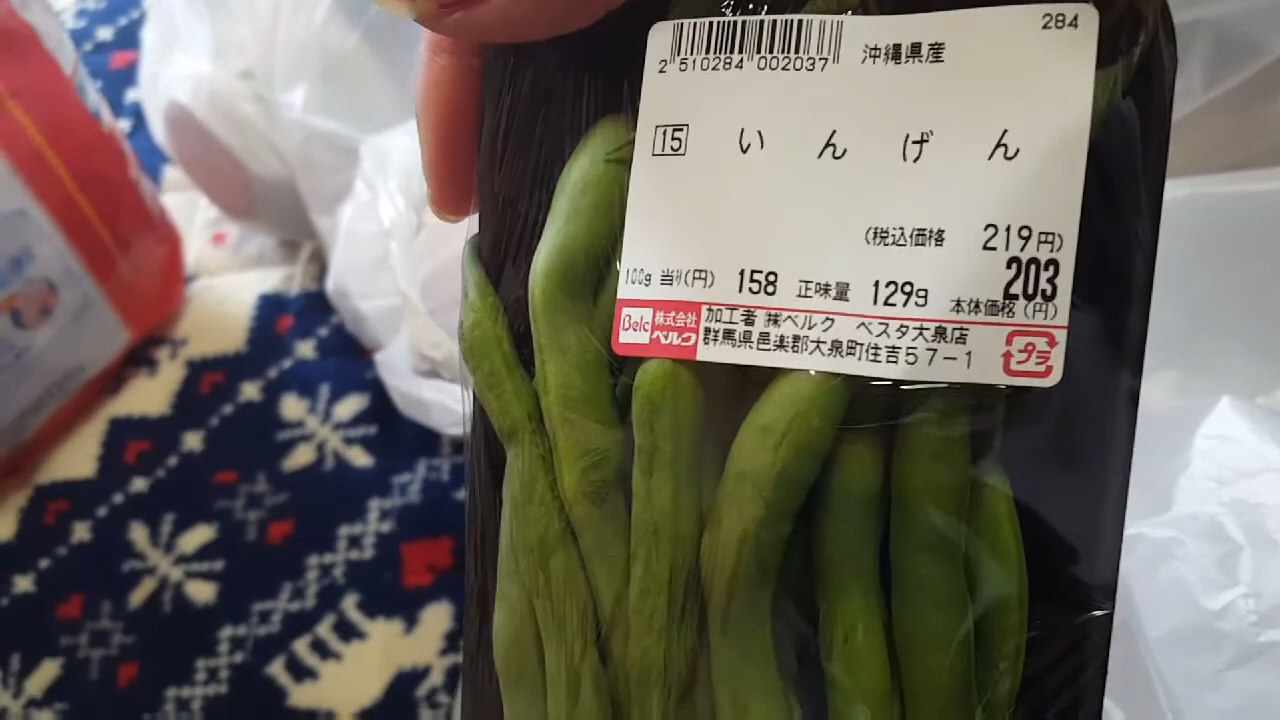 284
2 510284 002037 沖縄県産
15 いんげん
(税込価格 219円)
203
100g 当り(円) 158 正味量 129g 本体価格(円)
Belc 株式会社 ベルク
加工者 ㈱ベルク ベスタ大泉店
群馬県邑楽郡大泉町住吉57-1
プラ